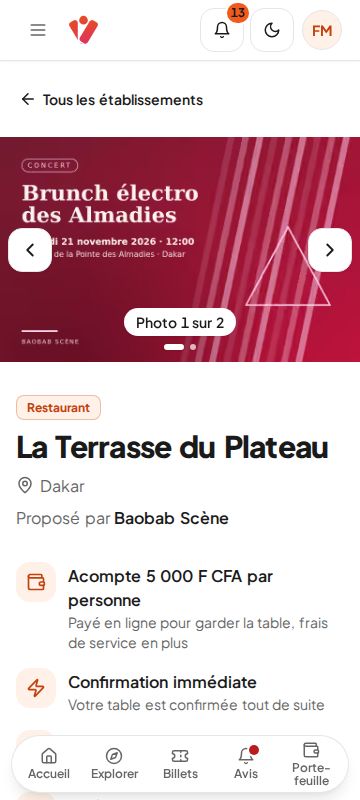 13
FM
Tous les établissements
CONCERT
Brunch électro
des Almadies
di 21 novembre 2026 · 12:00
de la Pointe des Almadies · Dakar
Photo 1 sur 2
BAOBAB SCÈNE
Restaurant
La Terrasse du Plateau
Dakar
Proposé par Baobab Scène
Acompte 5 000 F CFA par
personne
Payé en ligne pour garder la table, frais
de service en plus
Confirmation immédiate
Votre table est confirmée tout de suite
Accueil
Explorer
Billets
Avis
Porte-
feuille